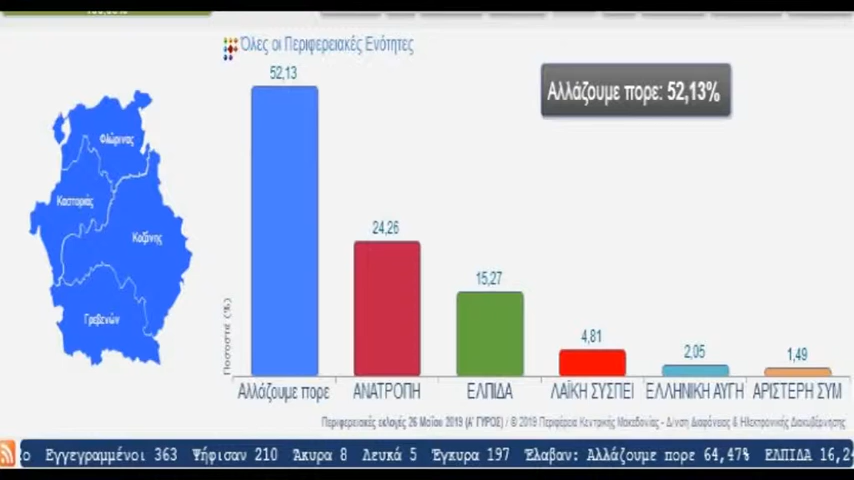 Όλες οι Περιφερειακές Ενότητες
52,13
Αλλάζουμε πορε: 52,13%
Φλώρινας
Καστοριάς
Κοζάνης
Γρεβενών
24,26
15,27
4,81
2,05
1,49
Ποσοστό (%)
Αλλάζουμε πορε
ΑΝΑΤΡΟΠΗ
ΕΛΠΙΔΑ
ΛΑΪΚΗ ΣΥΣΠΕΙ
ΕΛΛΗΝΙΚΗ ΑΥΓΗ
ΑΡΙΣΤΕΡΗ ΣΥΜ
Περιφερειακές εκλογές 26 Μαΐου 2019 (Α' ΓΥΡΟΣ) / © 2019 Περιφέρεια Κεντρικής Μακεδονίας - Δ/νση Διαφάνειας & Ηλεκτρονικής Διακυβέρνησης
Εγγεγραμμένοι 363 Ψήφισαν 210 Άκυρα 8 Λευκά 5 Έγκυρα 197 Έλαβαν: Αλλάζουμε πορε 64,47% ΕΛΠΙΔΑ 16,24